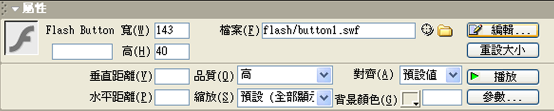 屬性
Flash Button 寬(W) 143 檔案(F) flash/button1.swf 編輯...
高(H) 40 重設大小
垂直距離(V) 品質(Q) 高 對齊(A) 預設值 播放
水平距離(P) 縮放(S) 預設 (全部顯示 背景顏色(G) 參數...